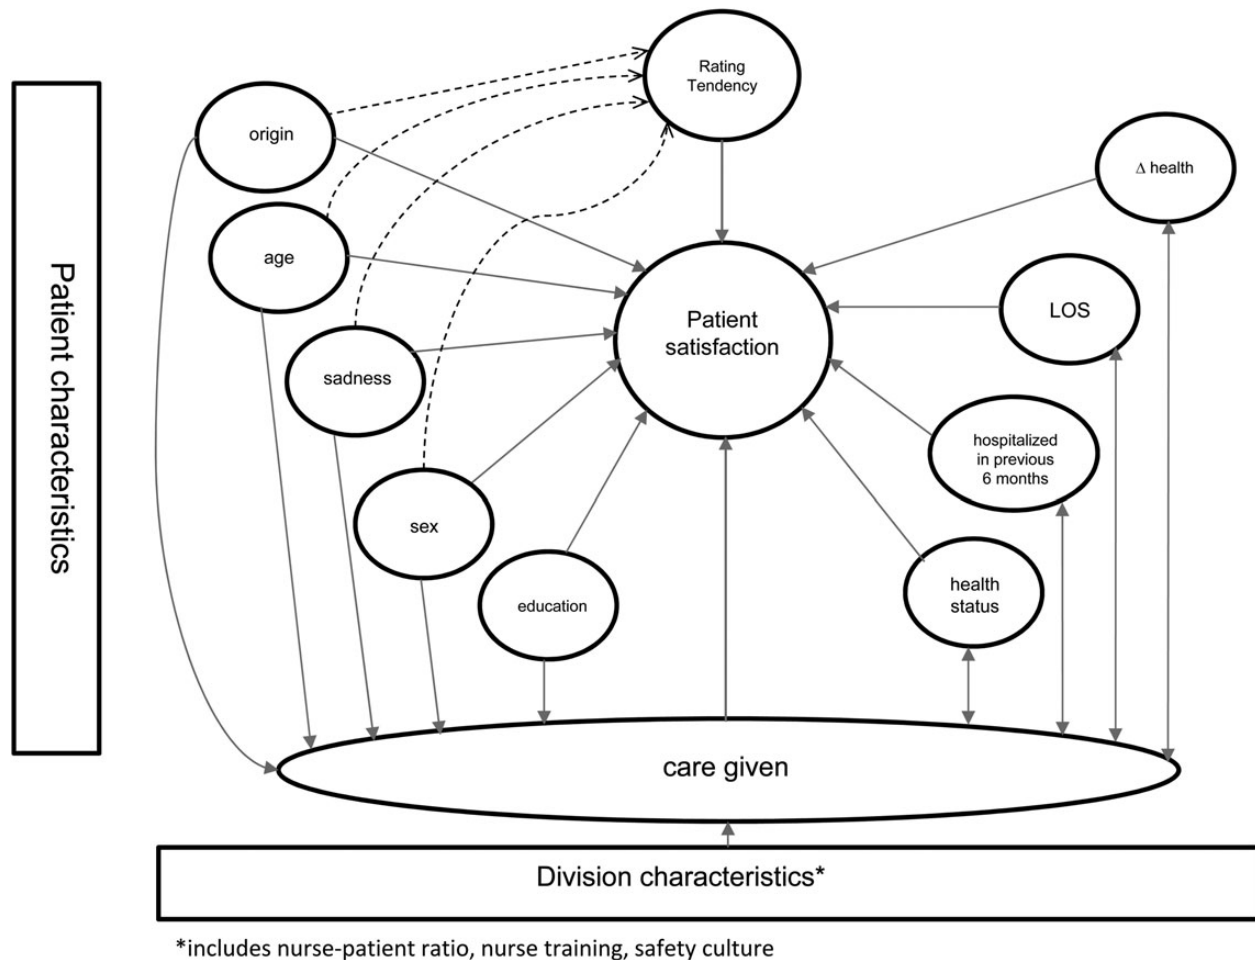 Rating
Tendency
origin
Δ health
age
LOS
Patient
satisfaction
sadness
Patient characteristics
hospitalized
in previous
6 months
sex
health
status
education
care given
Division characteristics*
*includes nurse-patient ratio, nurse training, safety culture